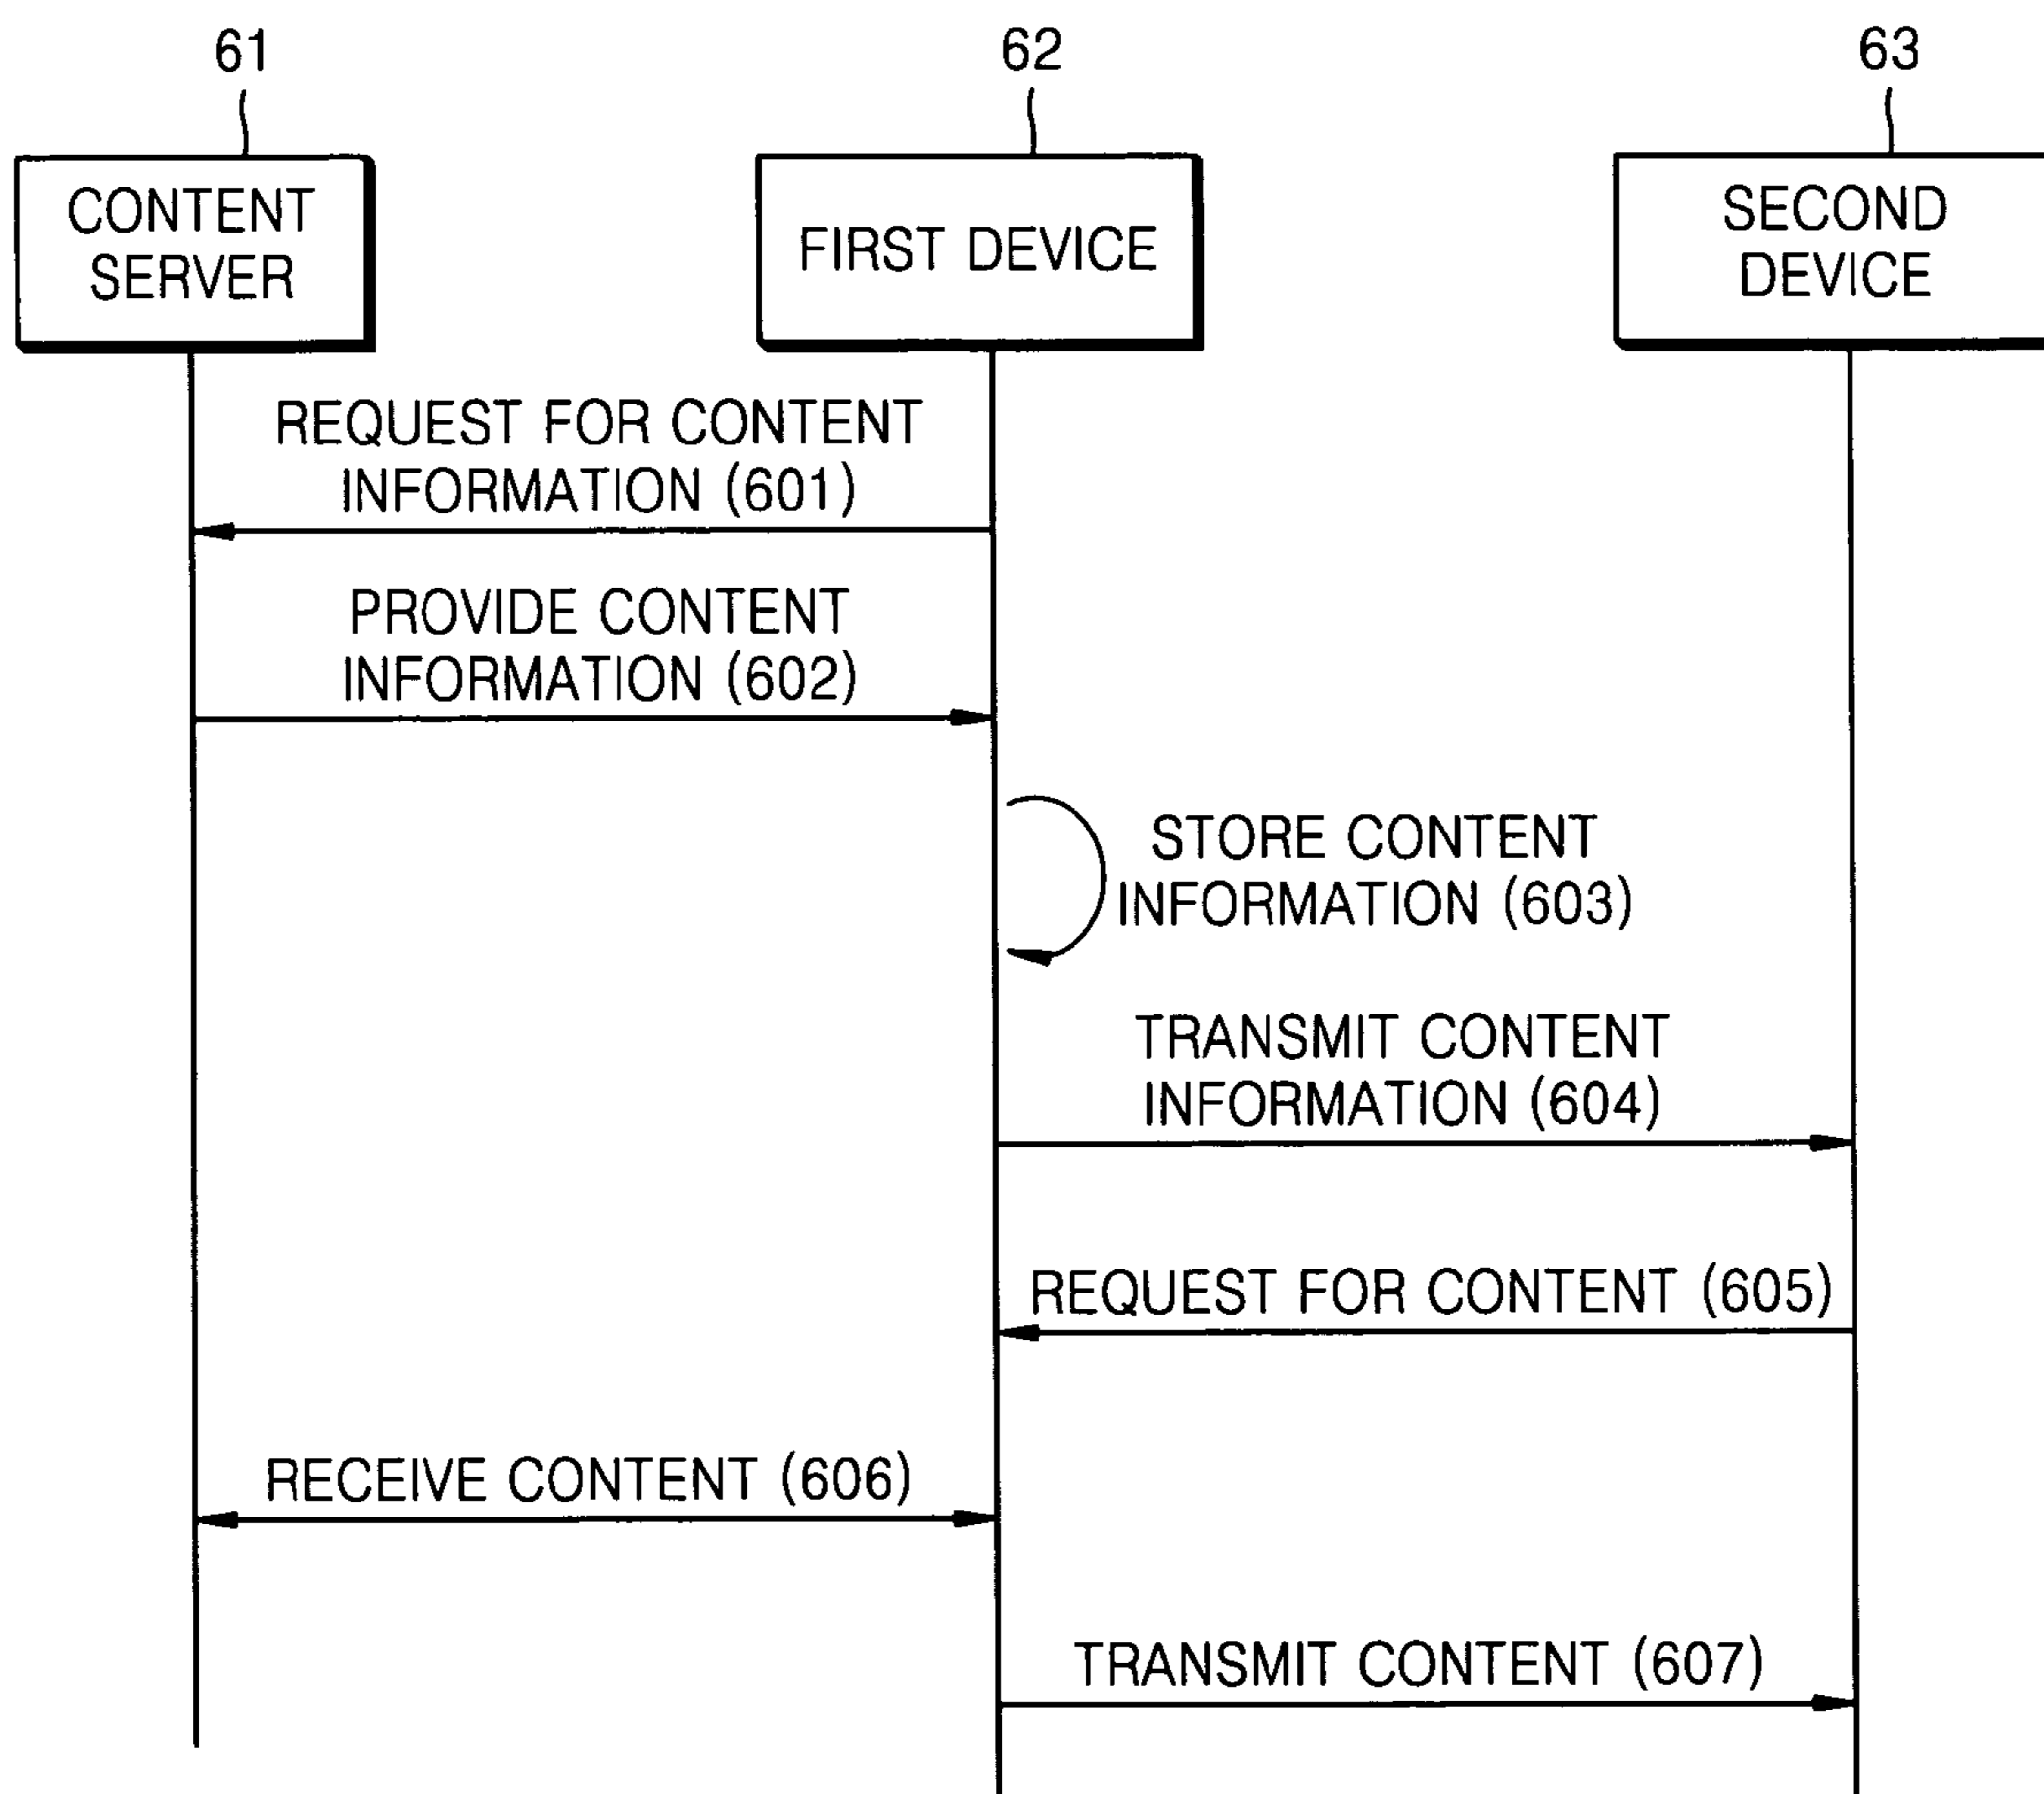 61
62
63
CONTENT
SERVER
FIRST DEVICE
SECOND
DEVICE
REQUEST FOR CONTENT
INFORMATION (601)
PROVIDE CONTENT
INFORMATION (602)
STORE CONTENT
INFORMATION (603)
TRANSMIT CONTENT
INFORMATION (604)
REQUEST FOR CONTENT (605)
RECEIVE CONTENT (606)
TRANSMIT CONTENT (607)